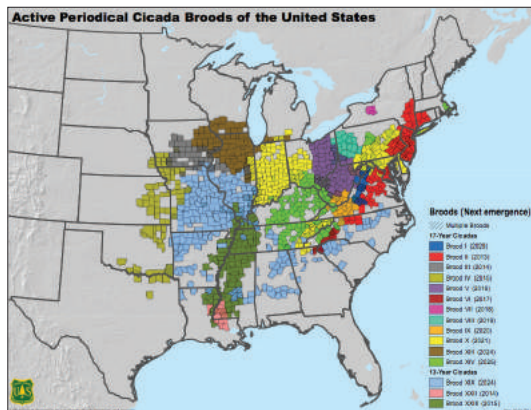 Active Periodical Cicada Broods of the United States
Broods (Next emergence)
Multiple Broods
17-Year Cicadas
Brood I (2029)
Brood II (2013)
Brood III (2014)
Brood IV (2015)
Brood V (2016)
Brood VI (2017)
Brood VII (2018)
Brood VIII (2019)
Brood IX (2020)
Brood X (2021)
Brood XIII (2024)
Brood XIV (2025)
13-Year Cicadas
Brood XIX (2024)
Brood XXII (2014)
Brood XXIII (2015)